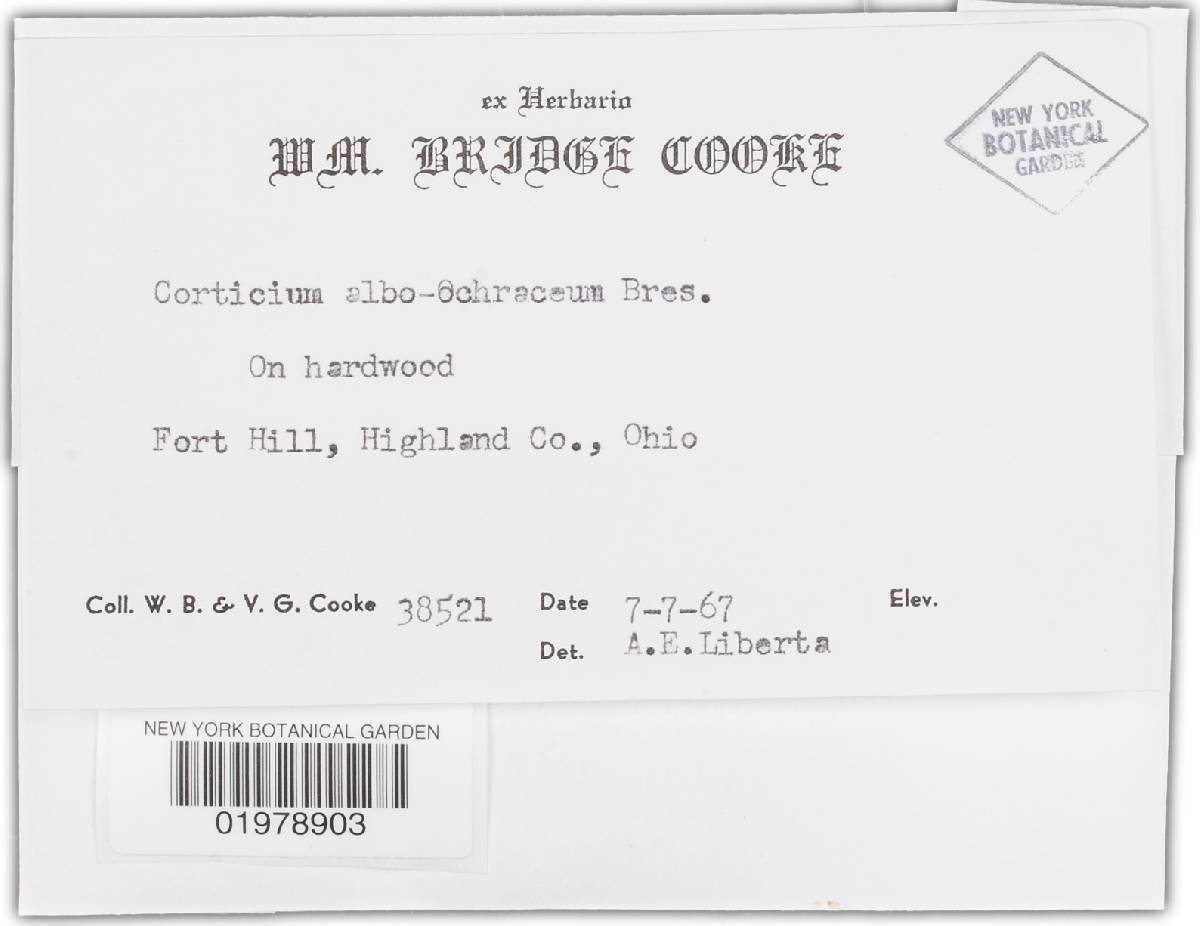 ex Herbario
WM. BRIDGE COOKE
NEW YORK
BOTANICAL
GARDEN
Corticium albo-ochraceum Bres.
On hardwood
Fort Hill, Highland Co., Ohio
Coll. W. B. & V. G. Cooke 38521 Date 7-7-67 Elev.
Det. A.E.Liberta
NEW YORK BOTANICAL GARDEN
01978903